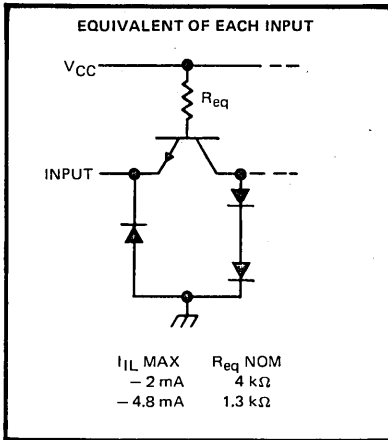 EQUIVALENT OF EACH INPUT
VCC
Req
INPUT
IIL MAX Req NOM
– 2 mA 4 kΩ
– 4.8 mA 1.3 kΩ